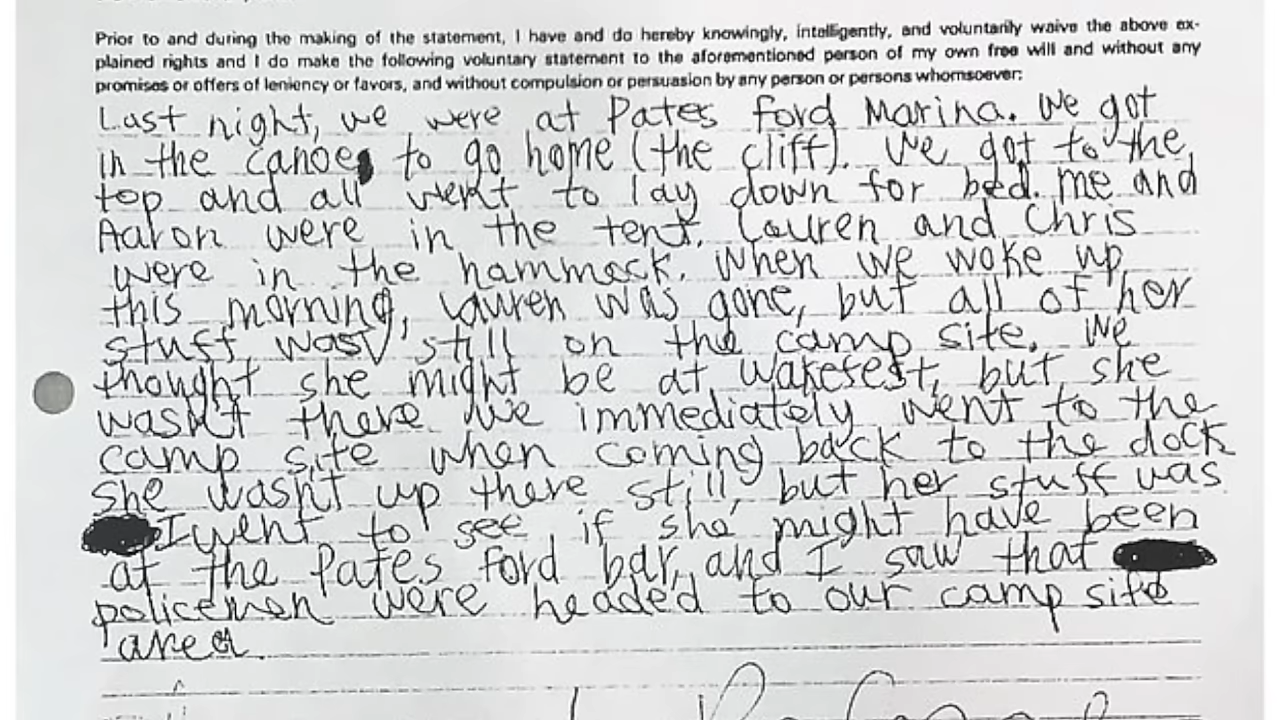 Prior to and during the making of the statement, I have and do hereby knowingly, intelligently, and voluntarily waive the above ex-
plained rights and I do make the following voluntary statement to the aforementioned person of my own free will and without any
promises or offers of leniency or favors, and without compulsion or persuasion by any person or persons whomsoever:
Last night, we were at Pates Ford Marina. We got
in the canoe to go home (the cliff). We got to the
top and all went to lay down for bed. me and
Aaron were in the tent. Lauren and Chris
were in the hammock. When we woke up
this morning, Lauren was gone, but all of her
stuff was still on the camp site. We
thought she might be at wakefest, but she
wasn't there. We immediately went to the
camp site when coming back to the dock
She wasn't up there still, but her stuff was
I went to see if she might have been
at the Pates Ford bar, and I saw that
policemen were headed to our camp site
area.